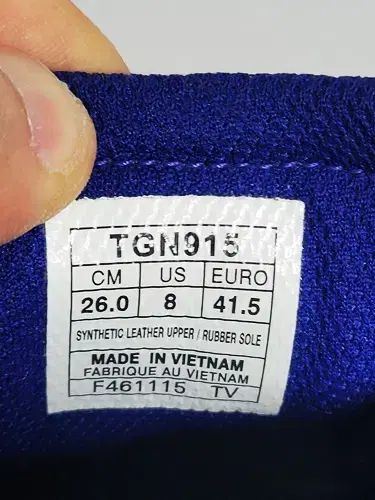 TGN915
CM US EURO
26.0 8 41.5
SYNTHETIC LEATHER UPPER / RUBBER SOLE
MADE IN VIETNAM
FABRIQUE AU VIETNAM
F461115 TV